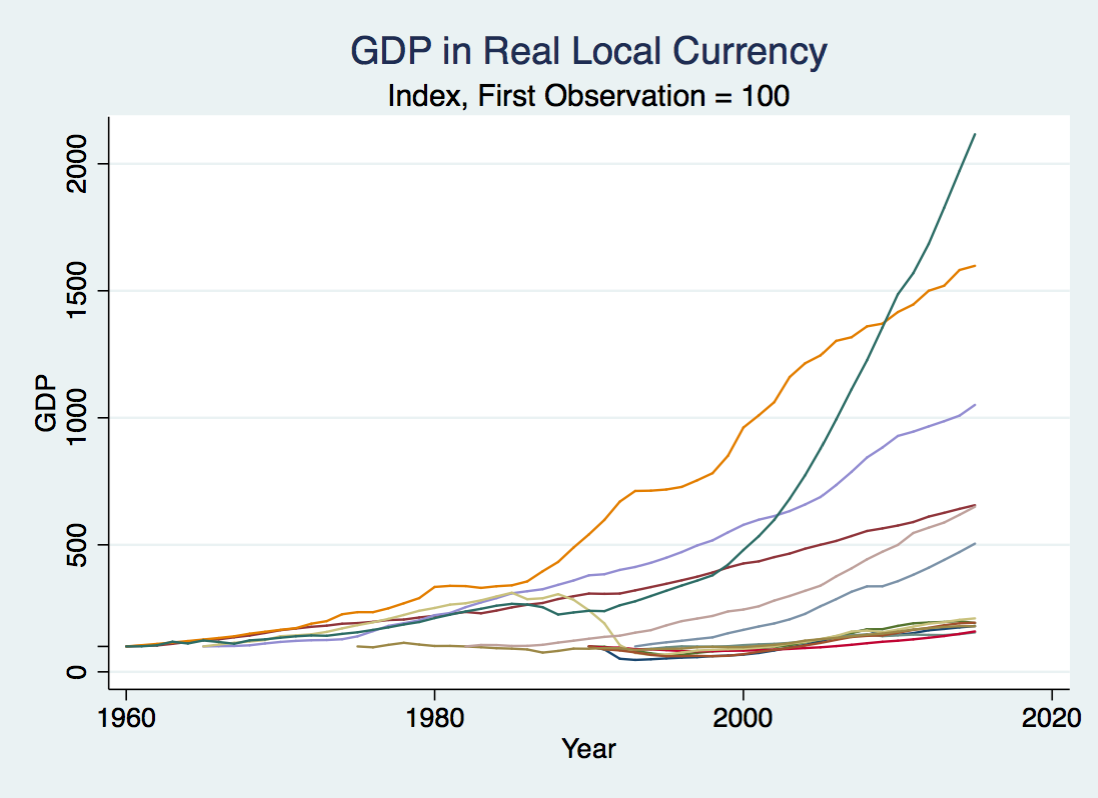 GDP in Real Local Currency
Index, First Observation = 100
2000
1500
1000
500
0
GDP
1960 1980 2000 2020
Year